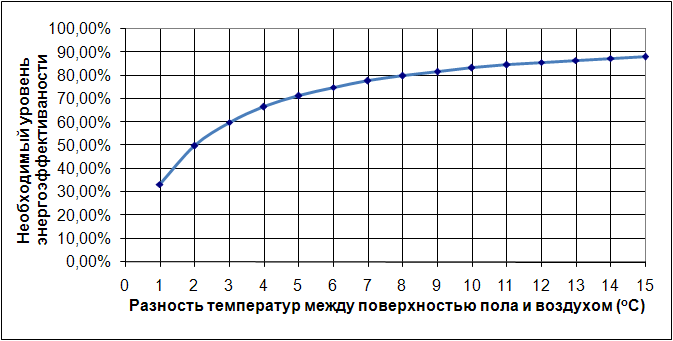 100,00%
90,00%
80,00%
70,00%
60,00%
50,00%
40,00%
30,00%
20,00%
10,00%
0,00%
Необходимый уровень
энергоэффективаности
0 1 2 3 4 5 6 7 8 9 10 11 12 13 14 15
Разность температур между поверхностью пола и воздухом (°С)